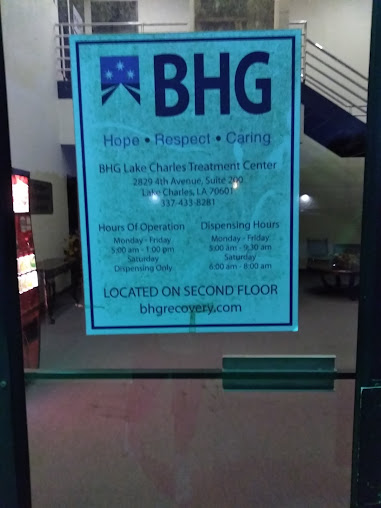 BHG
Hope • Respect • Caring
BHG Lake Charles Treatment Center
2829 4th Avenue, Suite 200
Lake Charles, LA 70601
337-433-8281
Hours Of Operation
Monday - Friday
5:00 am - 1:00 pm
Saturday
Dispensing Only
Dispensing Hours
Monday - Friday
5:00 am - 9:30 am
Saturday
6:00 am - 8:00 am
LOCATED ON SECOND FLOOR
bhgrecovery.com